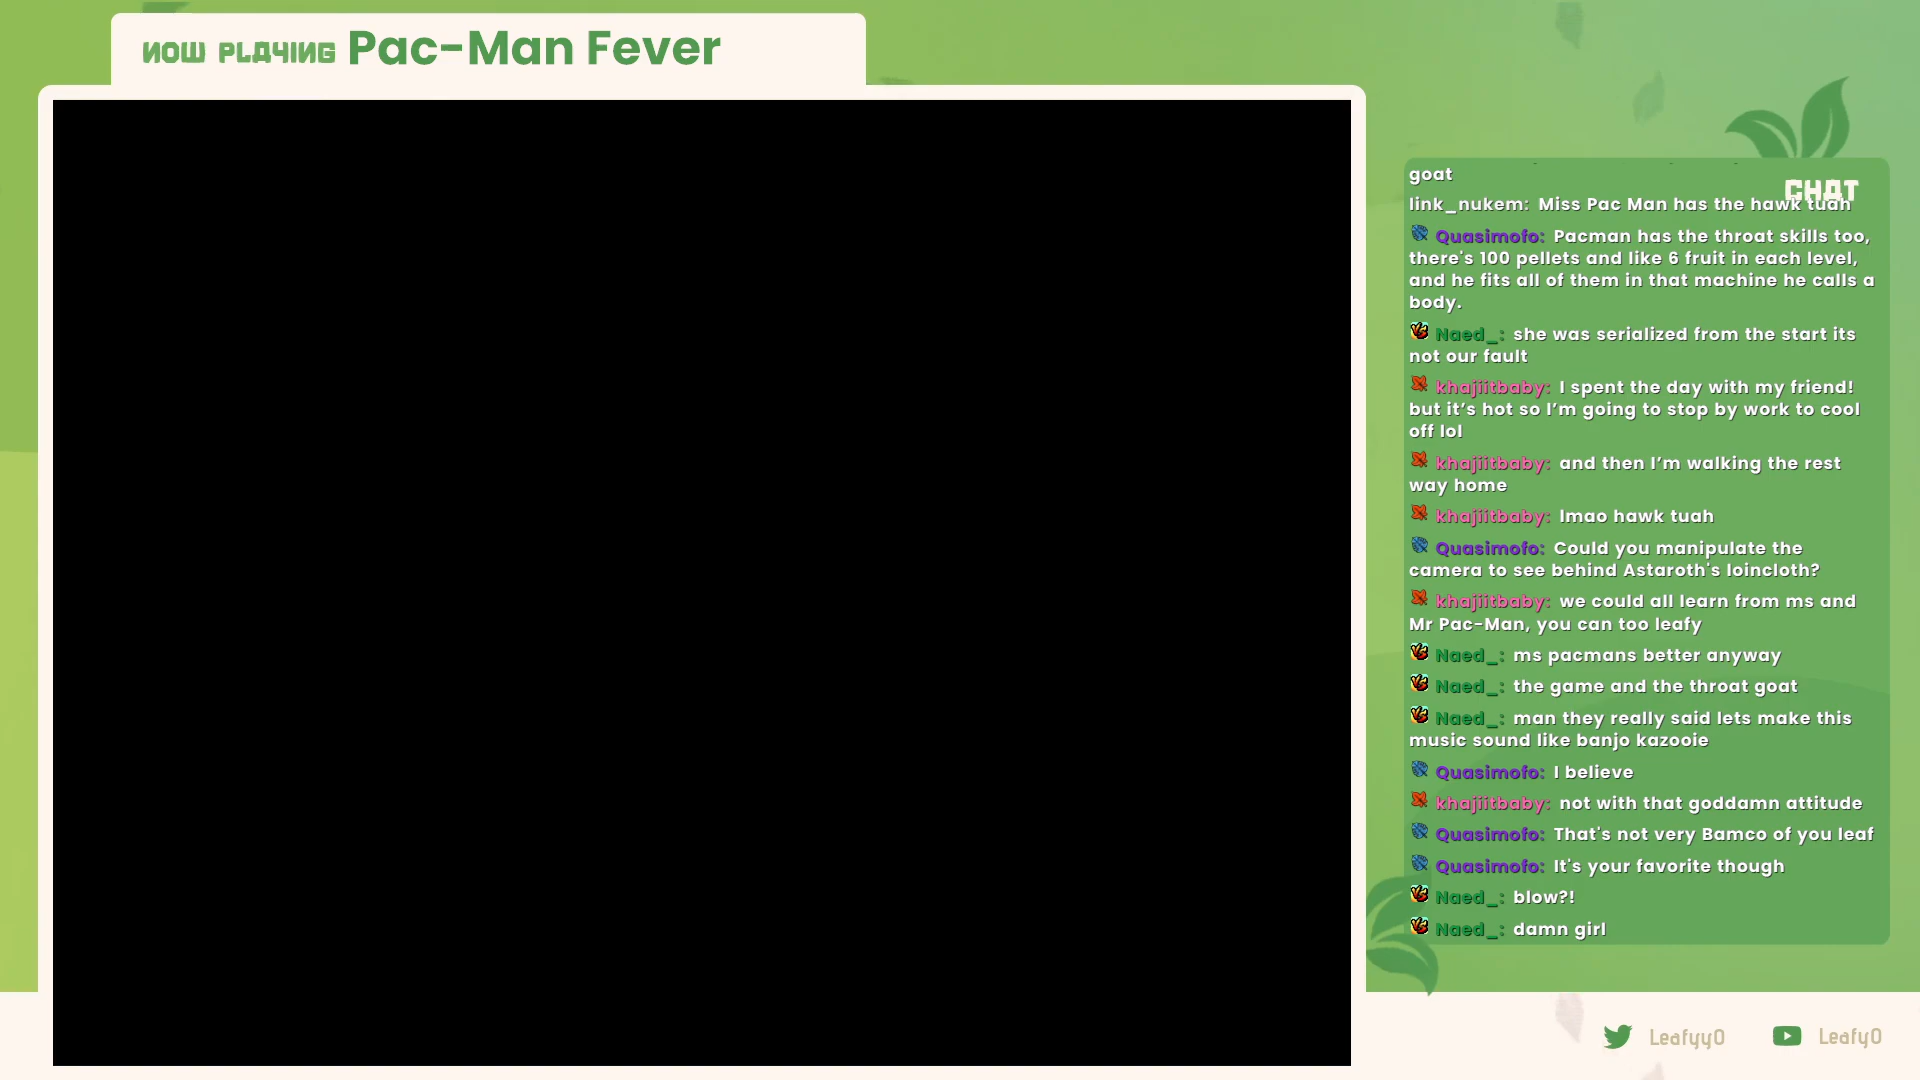 NOW PLAYING Pac-Man Fever
CHAT
goat
link_nukem: Miss Pac Man has the hawk tuah
Quasimofo: Pacman has the throat skills too,
there's 100 pellets and like 6 fruit in each level,
and he fits all of them in that machine he calls a
body.
Naed_: she was serialized from the start its
not our fault
khajiitbaby: I spent the day with my friend!
but it’s hot so I’m going to stop by work to cool
off lol
khajiitbaby: and then I’m walking the rest
way home
khajiitbaby: lmao hawk tuah
Quasimofo: Could you manipulate the
camera to see behind Astaroth's loincloth?
khajiitbaby: we could all learn from ms and
Mr Pac-Man, you can too leafy
Naed_: ms pacmans better anyway
Naed_: the game and the throat goat
Naed_: man they really said lets make this
music sound like banjo kazooie
Quasimofo: I believe
khajiitbaby: not with that goddamn attitude
Quasimofo: That's not very Bamco of you leaf
Quasimofo: It's your favorite though
Naed_: blow?!
Naed_: damn girl
LeafyyO LeafyO